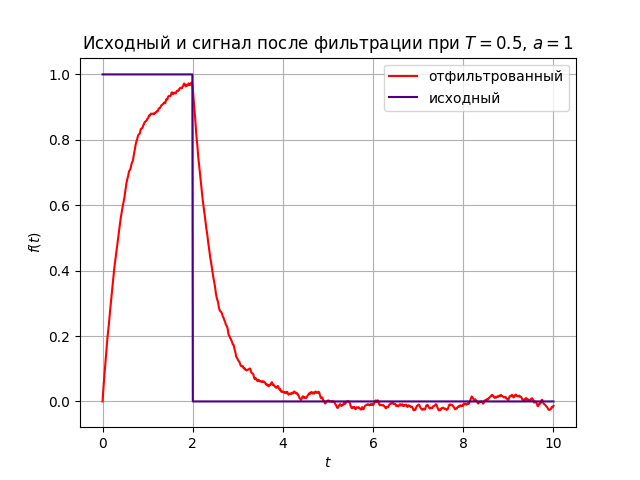 Исходный и сигнал после фильтрации при T = 0.5, a = 1
отфильтрованный
исходный
1.0
0.8
0.6
0.4
0.2
0.0
f(t)
0 2 4 6 8 10
t